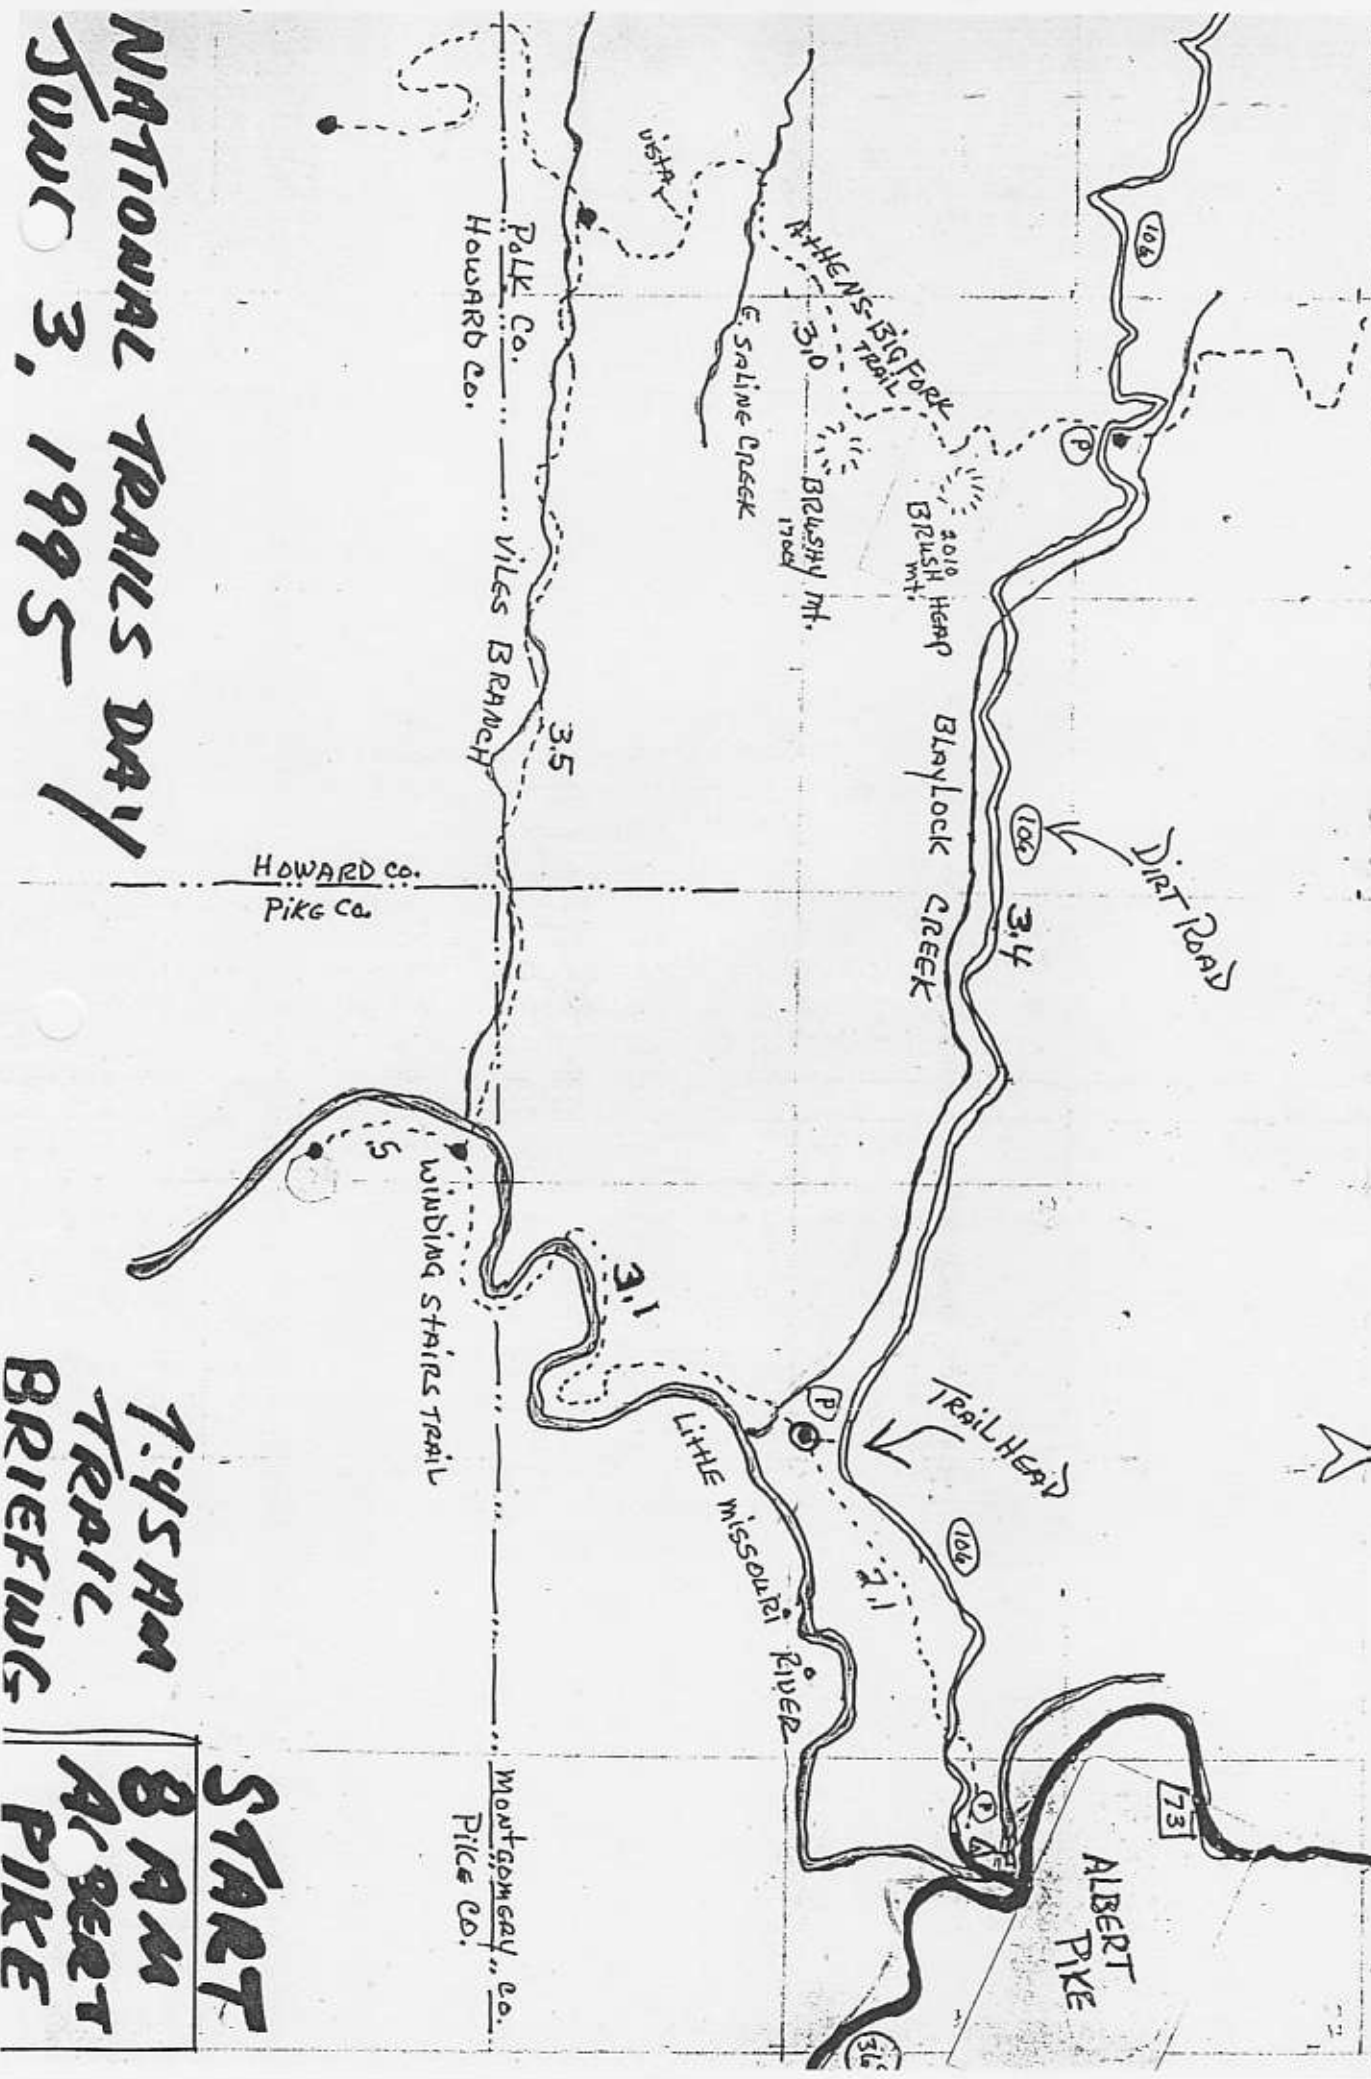 106
DIRT ROAD
106
3.4
BLAYLOCK
CREEK
P
2010
BRUSH HEAP
mt.
BRUSHY mt.
ATHENS-BIG FORK
TRAIL
3.0
E. SALINE CREEK
VISTA
POLK CO.
HOWARD CO.
VILES BRANCH
3.5
HOWARD CO.
PIKE CO.
WINDING STAIRS TRAIL
.5
3.1
LITTLE MISSOURI RIVER
P
TRAIL HEAD
106
2.1
P
73
ALBERT
PIKE
MONTGOMERY CO.
PIKE CO.
NATIONAL TRAILS DAY
JUNE 3, 1995
7:45AM
TRAIL
BRIEFING
START
8 AM
ALBERT
PIKE